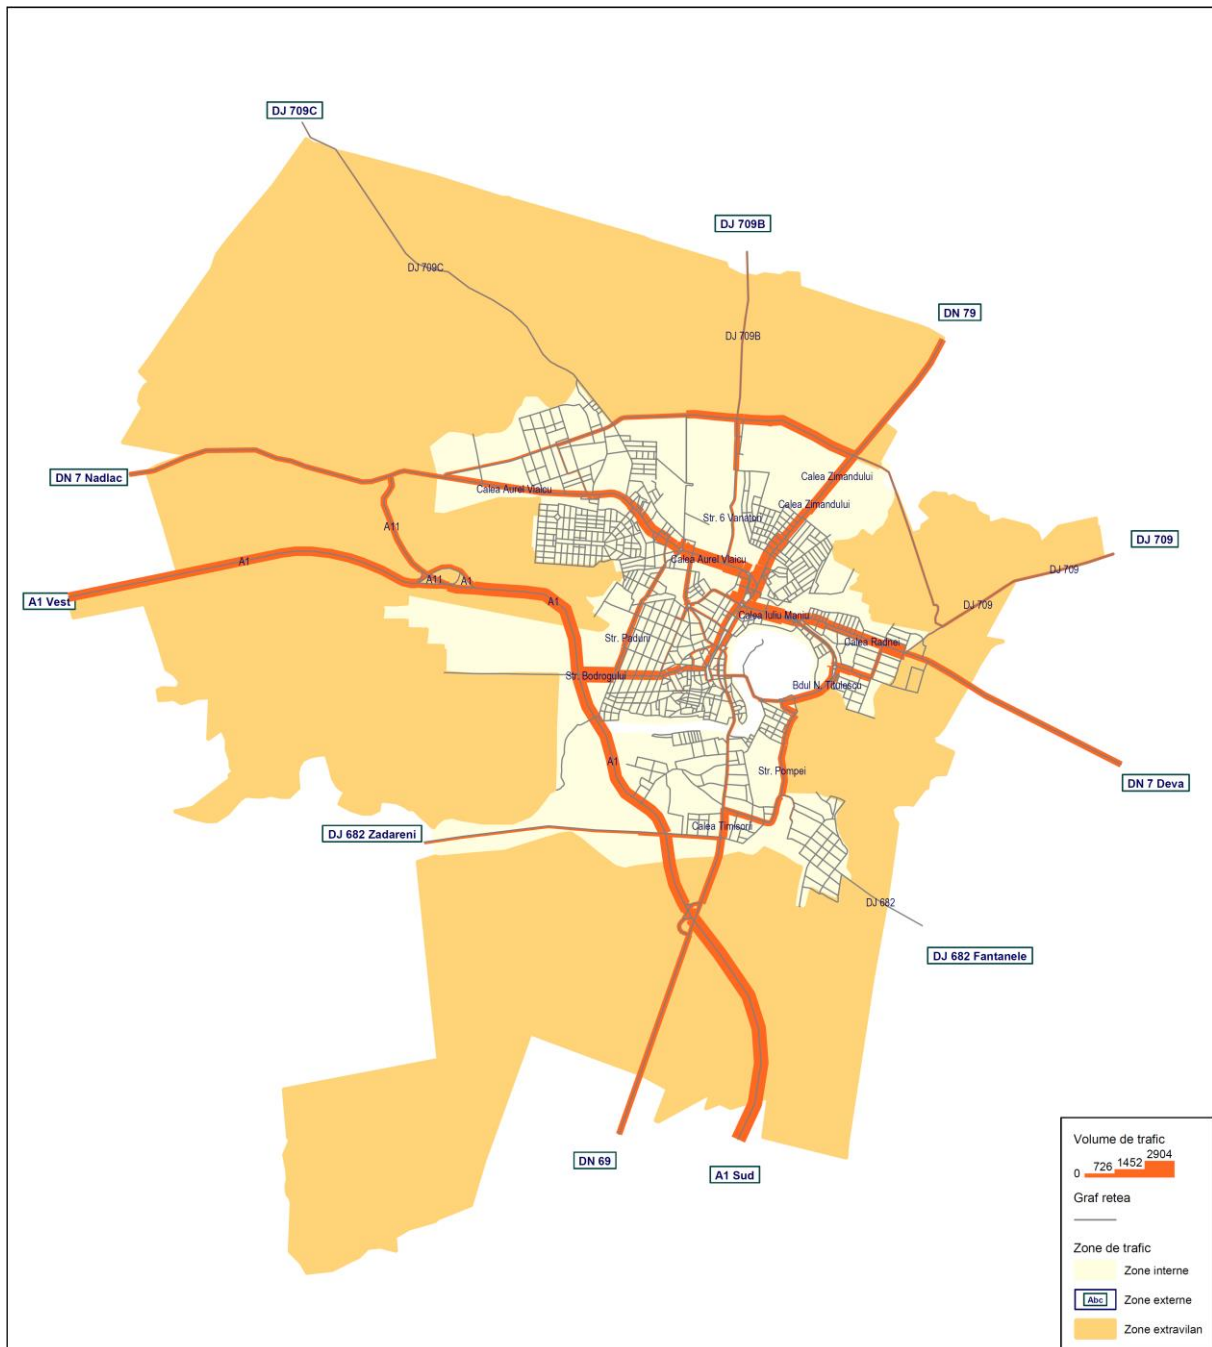 DJ 709C
DJ 709B
DJ 709C
DN 79
DJ 709B
DN 7 Nadlac
Calea Zimandului
Calea Aurel Vlaicu
Calea Zimandului
Str. 6 Vanatori
A11
DJ 709
Calea Aurel Vlaicu
A1
DJ 709
A11
A1
A1 Vest
A1
DJ 709
Calea Iuliu Maniu
Str. Padurii
Calea Radnei
Str. Bodrogului
Bdul N. Titulescu
A1
Str. Pompei
DN 7 Deva
Calea Timisorii
DJ 682 Zadareni
DJ 682
DJ 682 Fantanele
DN 69
A1 Sud
Volume de trafic
0 726 1452 2904
Graf retea
Zone de trafic
Zone interne
Abc Zone externe
Zone extravilan